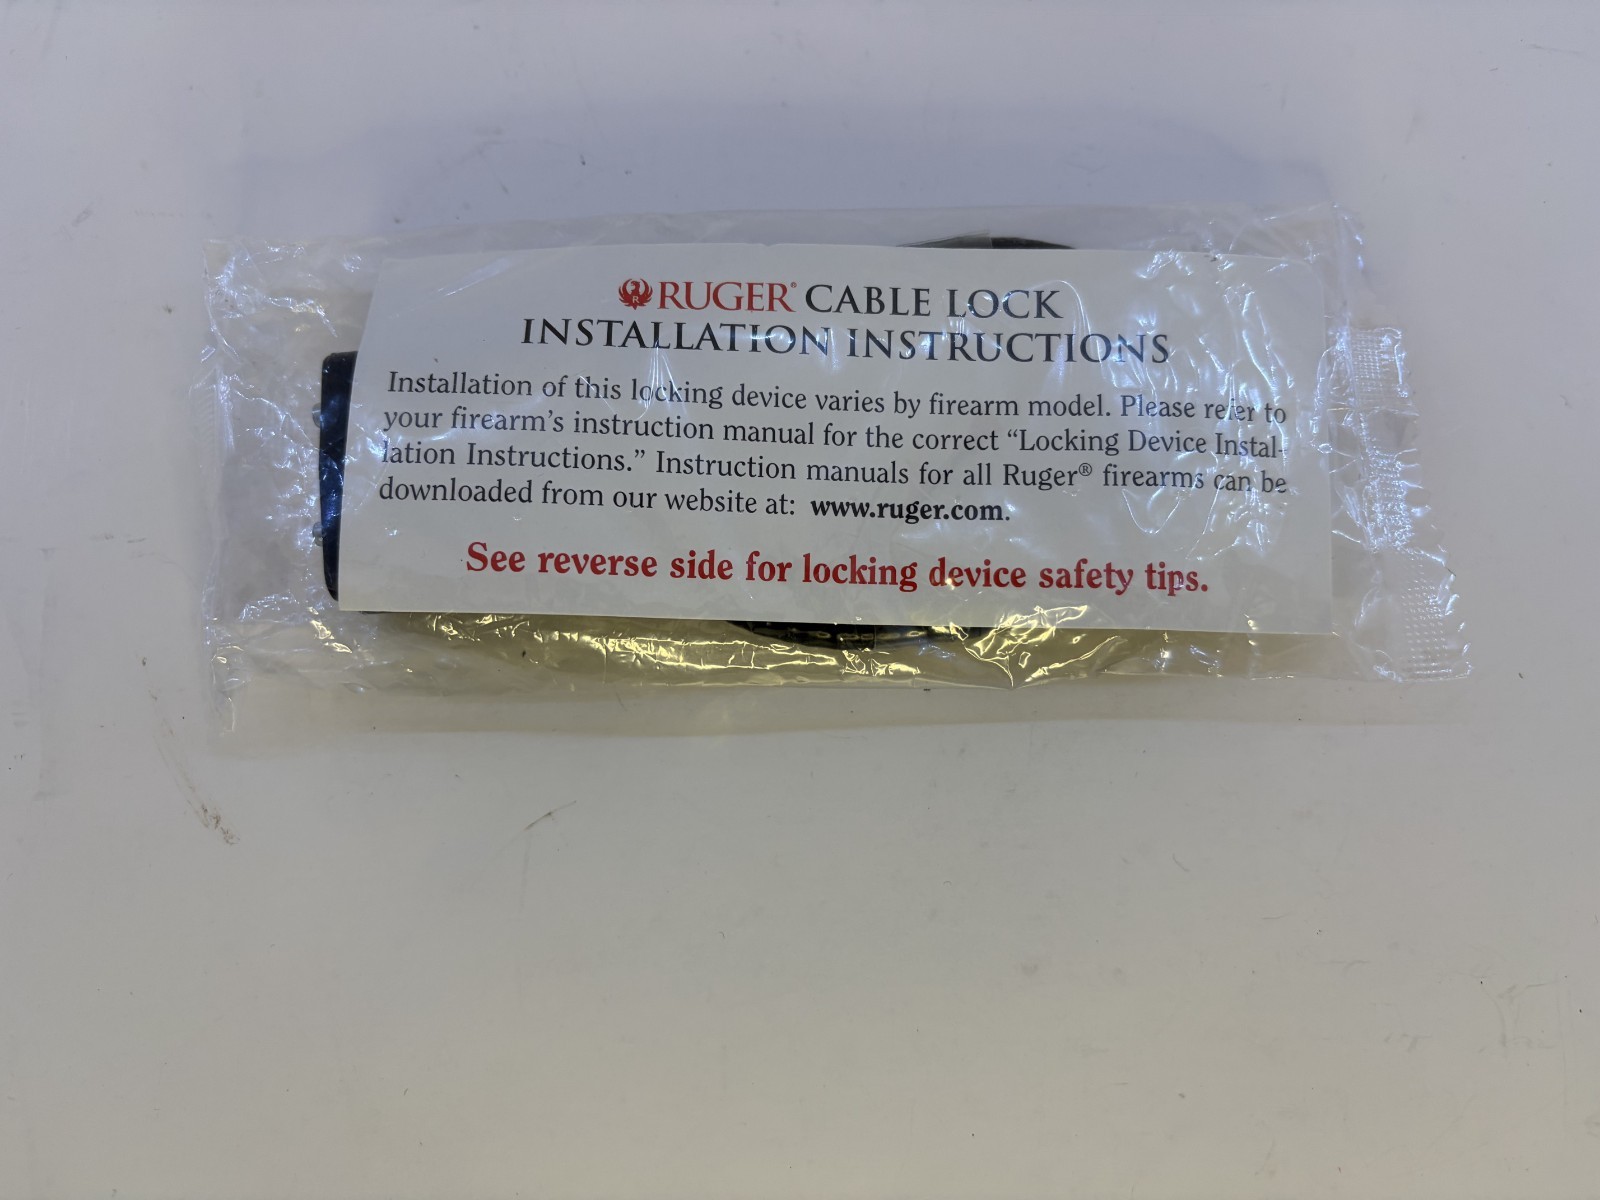 RUGER® CABLE LOCK
INSTALLATION INSTRUCTIONS
Installation of this locking device varies by firearm model. Please refer to
your firearm's instruction manual for the correct “Locking Device Instal-
lation Instructions.” Instruction manuals for all Ruger® firearms can be
downloaded from our website at: www.ruger.com.
See reverse side for locking device safety tips.